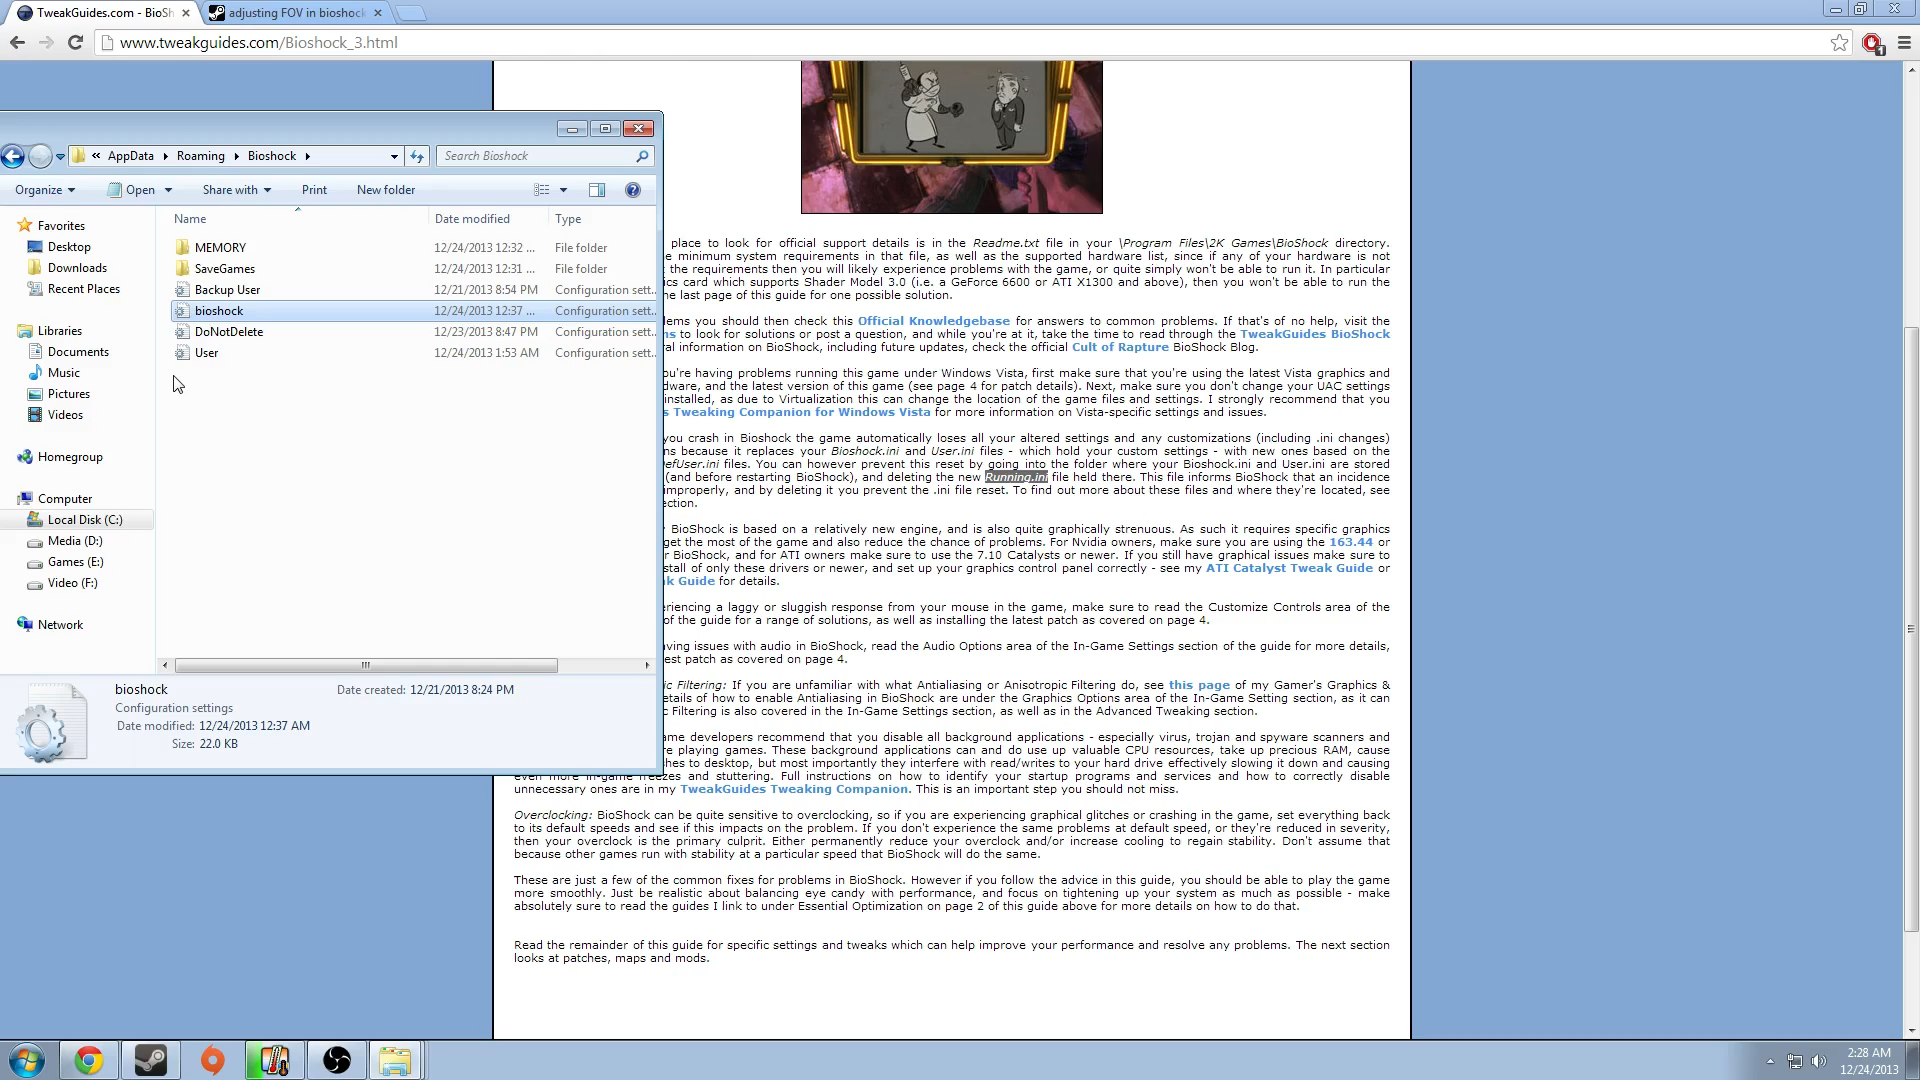 TweakGuides.com - BioSh
adjusting FOV in bioshock
www.tweakguides.com/Bioshock_3.html
1
« AppData Roaming Bioshock
Search Bioshock
Organize Open Share with Print New folder
Name Date modified Type
Favorites
Desktop
Downloads
Recent Places
Libraries
Documents
Music
Pictures
Videos
Homegroup
Computer
Local Disk (C:)
Media (D:)
Games (E:)
Video (F:)
Network
MEMORY 12/24/2013 12:32 ... File folder
SaveGames 12/24/2013 12:31 ... File folder
Backup User 12/21/2013 8:54 PM Configuration sett...
bioshock 12/24/2013 12:37 ... Configuration sett...
DoNotDelete 12/23/2013 8:47 PM Configuration sett...
User 12/24/2013 1:53 AM Configuration sett...
bioshock
Configuration settings
Date modified: 12/24/2013 12:37 AM
Size: 22.0 KB
Date created: 12/21/2013 8:24 PM
place to look for official support details is in the Readme.txt file in your \Program Files\2K Games\BioShock directory.
e minimum system requirements in that file, as well as the supported hardware list, since if any of your hardware is not
t the requirements then you will likely experience problems with the game, or quite simply won't be able to run it. In particular
ics card which supports Shader Model 3.0 (i.e. a GeForce 6600 or ATI X1300 and above), then you won't be able to run the
he last page of this guide for one possible solution.
lems you should then check this Official Knowledgebase for answers to common problems. If that's of no help, visit the
ns to look for solutions or post a question, and while you're at it, take the time to read through the TweakGuides BioShock
al information on BioShock, including future updates, check the official Cult of Rapture BioShock Blog.
ou're having problems running this game under Windows Vista, first make sure that you're using the latest Vista graphics and
dware, and the latest version of this game (see page 4 for patch details). Next, make sure you don't change your UAC settings
installed, as due to Virtualization this can change the location of the game files and settings. I strongly recommend that you
s Tweaking Companion for Windows Vista for more information on Vista-specific settings and issues.
you crash in Bioshock the game automatically loses all your altered settings and any customizations (including .ini changes)
ns because it replaces your Bioshock.ini and User.ini files - which hold your custom settings - with new ones based on the
efUser.ini files. You can however prevent this reset by going into the folder where your Bioshock.ini and User.ini are stored
(and before restarting BioShock), and deleting the new Running.ini file held there. This file informs BioShock that an incidence
improperly, and by deleting it you prevent the .ini file reset. To find out more about these files and where they're located, see
ction.
y BioShock is based on a relatively new engine, and is also quite graphically strenuous. As such it requires specific graphics
get the most of the game and also reduce the chance of problems. For Nvidia owners, make sure you are using the 163.44 or
r BioShock, and for ATI owners make sure to use the 7.10 Catalysts or newer. If you still have graphical issues make sure to
stall of only these drivers or newer, and set up your graphics control panel correctly - see my ATI Catalyst Tweak Guide or
k Guide for details.
eriencing a laggy or sluggish response from your mouse in the game, make sure to read the Customize Controls area of the
of the guide for a range of solutions, as well as installing the latest patch as covered on page 4.
ving issues with audio in BioShock, read the Audio Options area of the In-Game Settings section of the guide for more details,
est patch as covered on page 4.
ic Filtering: If you are unfamiliar with what Antialiasing or Anisotropic Filtering do, see this page of my Gamer's Graphics &
etails of how to enable Antialiasing in BioShock are under the Graphics Options area of the In-Game Setting section, as it can
c Filtering is also covered in the In-Game Settings section, as well as in the Advanced Tweaking section.
ame developers recommend that you disable all background applications - especially virus, trojan and spyware scanners and
re playing games. These background applications can and do use up valuable CPU resources, take up precious RAM, cause
hes to desktop, but most importantly they interfere with read/writes to your hard drive effectively slowing it down and causing
even more in-game freezes and stuttering. Full instructions on how to identify your startup programs and services and how to correctly disable
unnecessary ones are in my TweakGuides Tweaking Companion. This is an important step you should not miss.
Overclocking: BioShock can be quite sensitive to overclocking, so if you are experiencing graphical glitches or crashing in the game, set everything back
to its default speeds and see if this impacts on the problem. If you don't experience the same problems at default speed, or they're reduced in severity,
then your overclock is the primary culprit. Either permanently reduce your overclock and/or increase cooling to regain stability. Don't assume that
because other games run with stability at a particular speed that BioShock will do the same.
These are just a few of the common fixes for problems in BioShock. However if you follow the advice in this guide, you should be able to play the game
more smoothly. Just be realistic about balancing eye candy with performance, and focus on tightening up your system as much as possible - make
absolutely sure to read the guides I link to under Essential Optimization on page 2 of this guide above for more details on how to do that.
Read the remainder of this guide for specific settings and tweaks which can help improve your performance and resolve any problems. The next section
looks at patches, maps and mods.
2:28 AM
12/24/2013